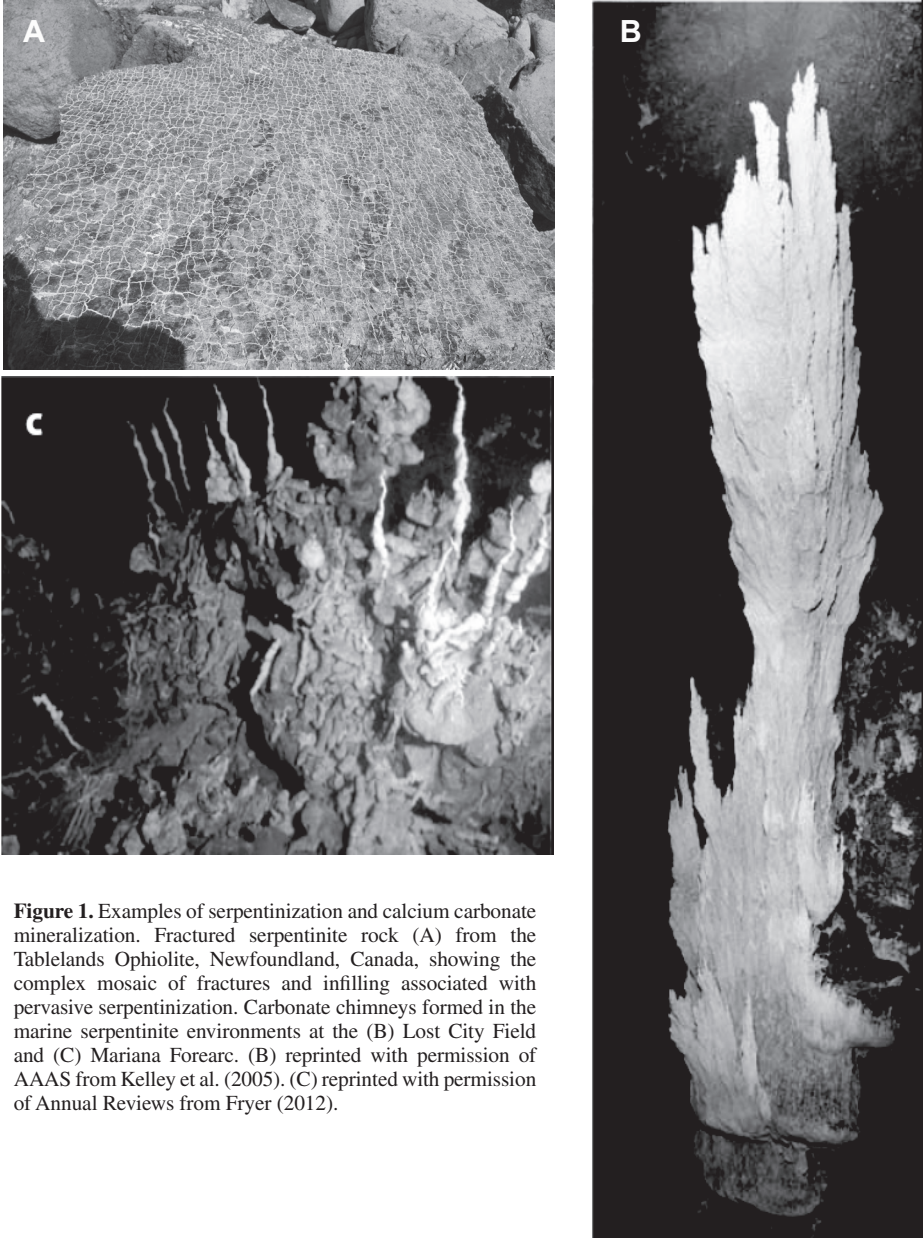 A
B
C
Figure 1. Examples of serpentinization and calcium carbonate
mineralization. Fractured serpentinite rock (A) from the
Tablelands Ophiolite, Newfoundland, Canada, showing the
complex mosaic of fractures and infilling associated with
pervasive serpentinization. Carbonate chimneys formed in the
marine serpentinite environments at the (B) Lost City Field
and (C) Mariana Forearc. (B) reprinted with permission of
AAAS from Kelley et al. (2005). (C) reprinted with permission
of Annual Reviews from Fryer (2012).